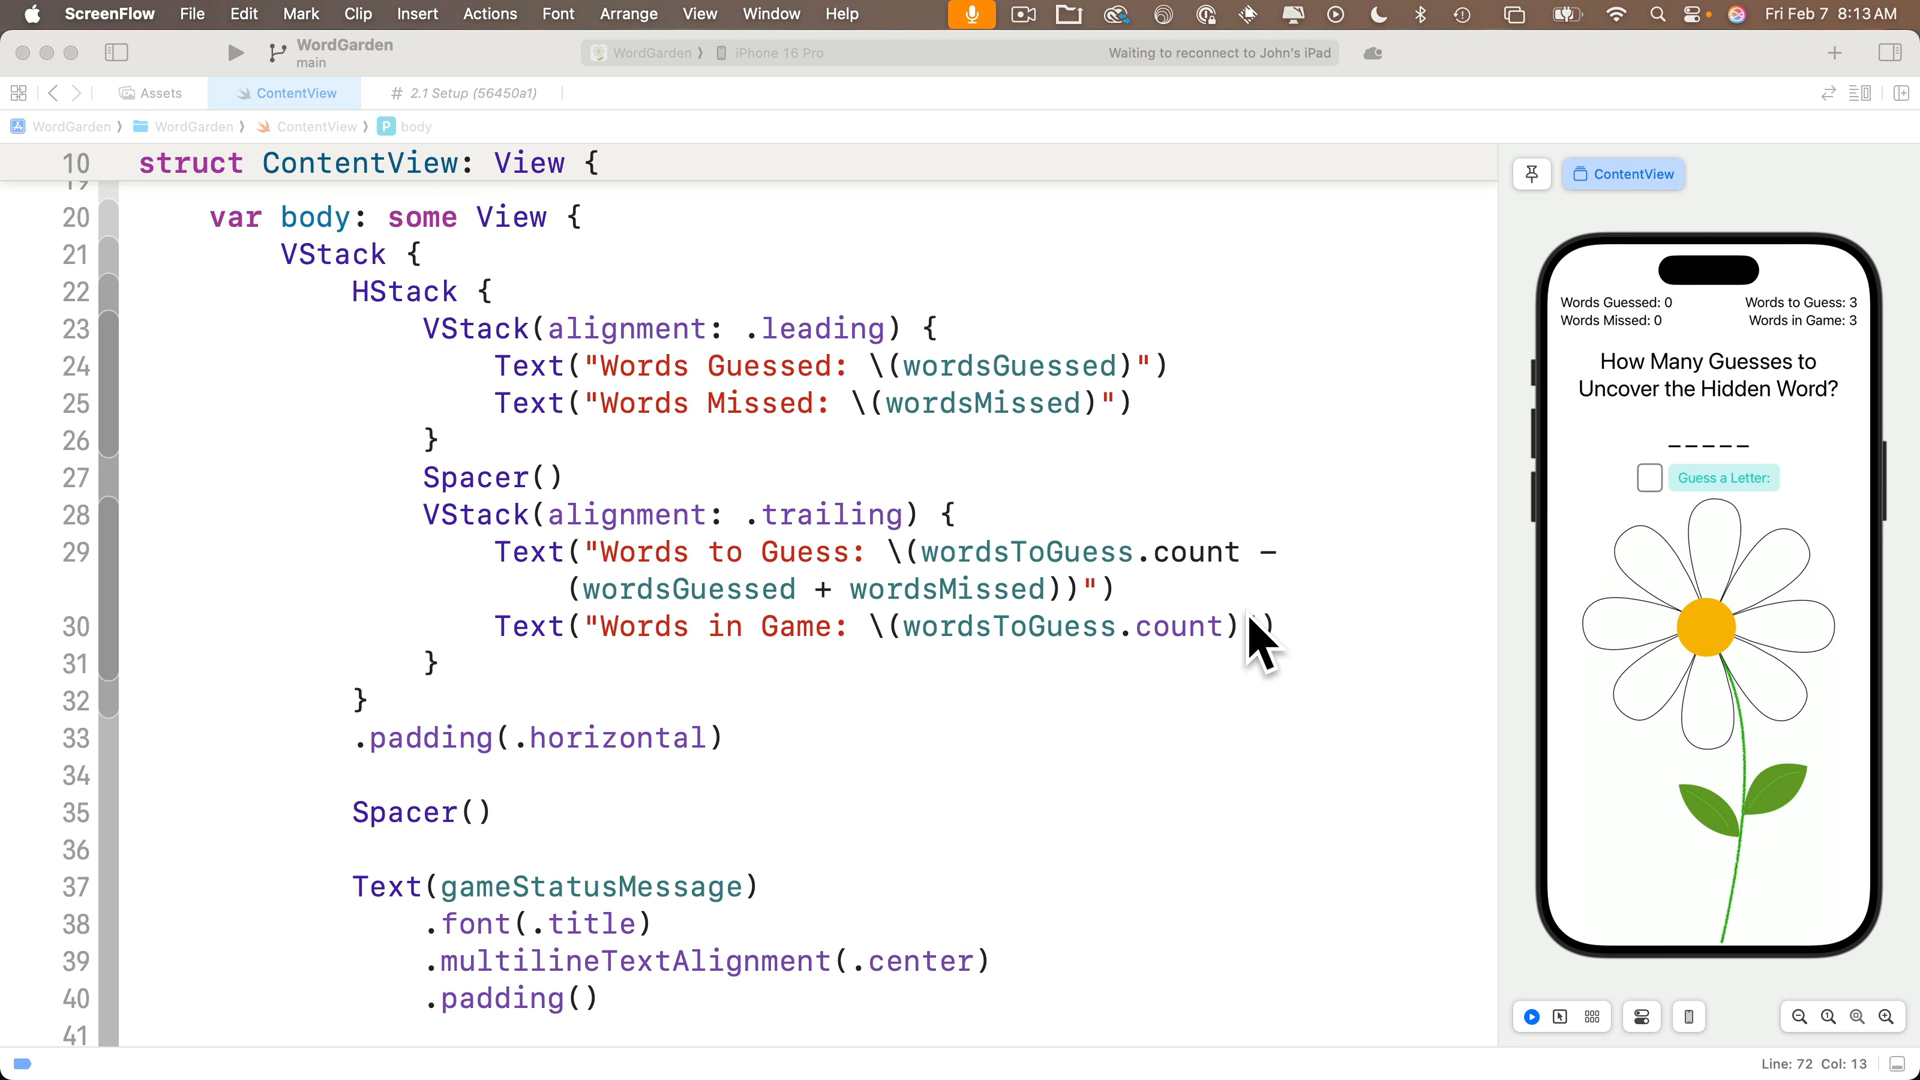 ScreenFlow File Edit Mark Clip Insert Actions Font Arrange View Window Help Fri Feb 7 8:13 AM
WordGarden
main
WordGarden ⟩ iPhone 16 Pro Waiting to reconnect to John's iPad
Assets ContentView # 2.1 Setup (56450a1)
WordGarden ⟩ WordGarden ⟩ ContentView ⟩ P body
10 struct ContentView: View {
20 var body: some View {
21 VStack {
22 HStack {
23 VStack(alignment: .leading) {
24 Text("Words Guessed: \(wordsGuessed)")
25 Text("Words Missed: \(wordsMissed)")
26 }
27 Spacer()
28 VStack(alignment: .trailing) {
29 Text("Words to Guess: \(wordsToGuess.count -
(wordsGuessed + wordsMissed))")
30 Text("Words in Game: \(wordsToGuess.count)")
31 }
32 }
33 .padding(.horizontal)
34
35 Spacer()
36
37 Text(gameStatusMessage)
38 .font(.title)
39 .multilineTextAlignment(.center)
40 .padding()
41
ContentView
Words Guessed: 0 Words to Guess: 3
Words Missed: 0 Words in Game: 3
How Many Guesses to
Uncover the Hidden Word?
_ _ _ _ _
Guess a Letter:
Line: 72 Col: 13